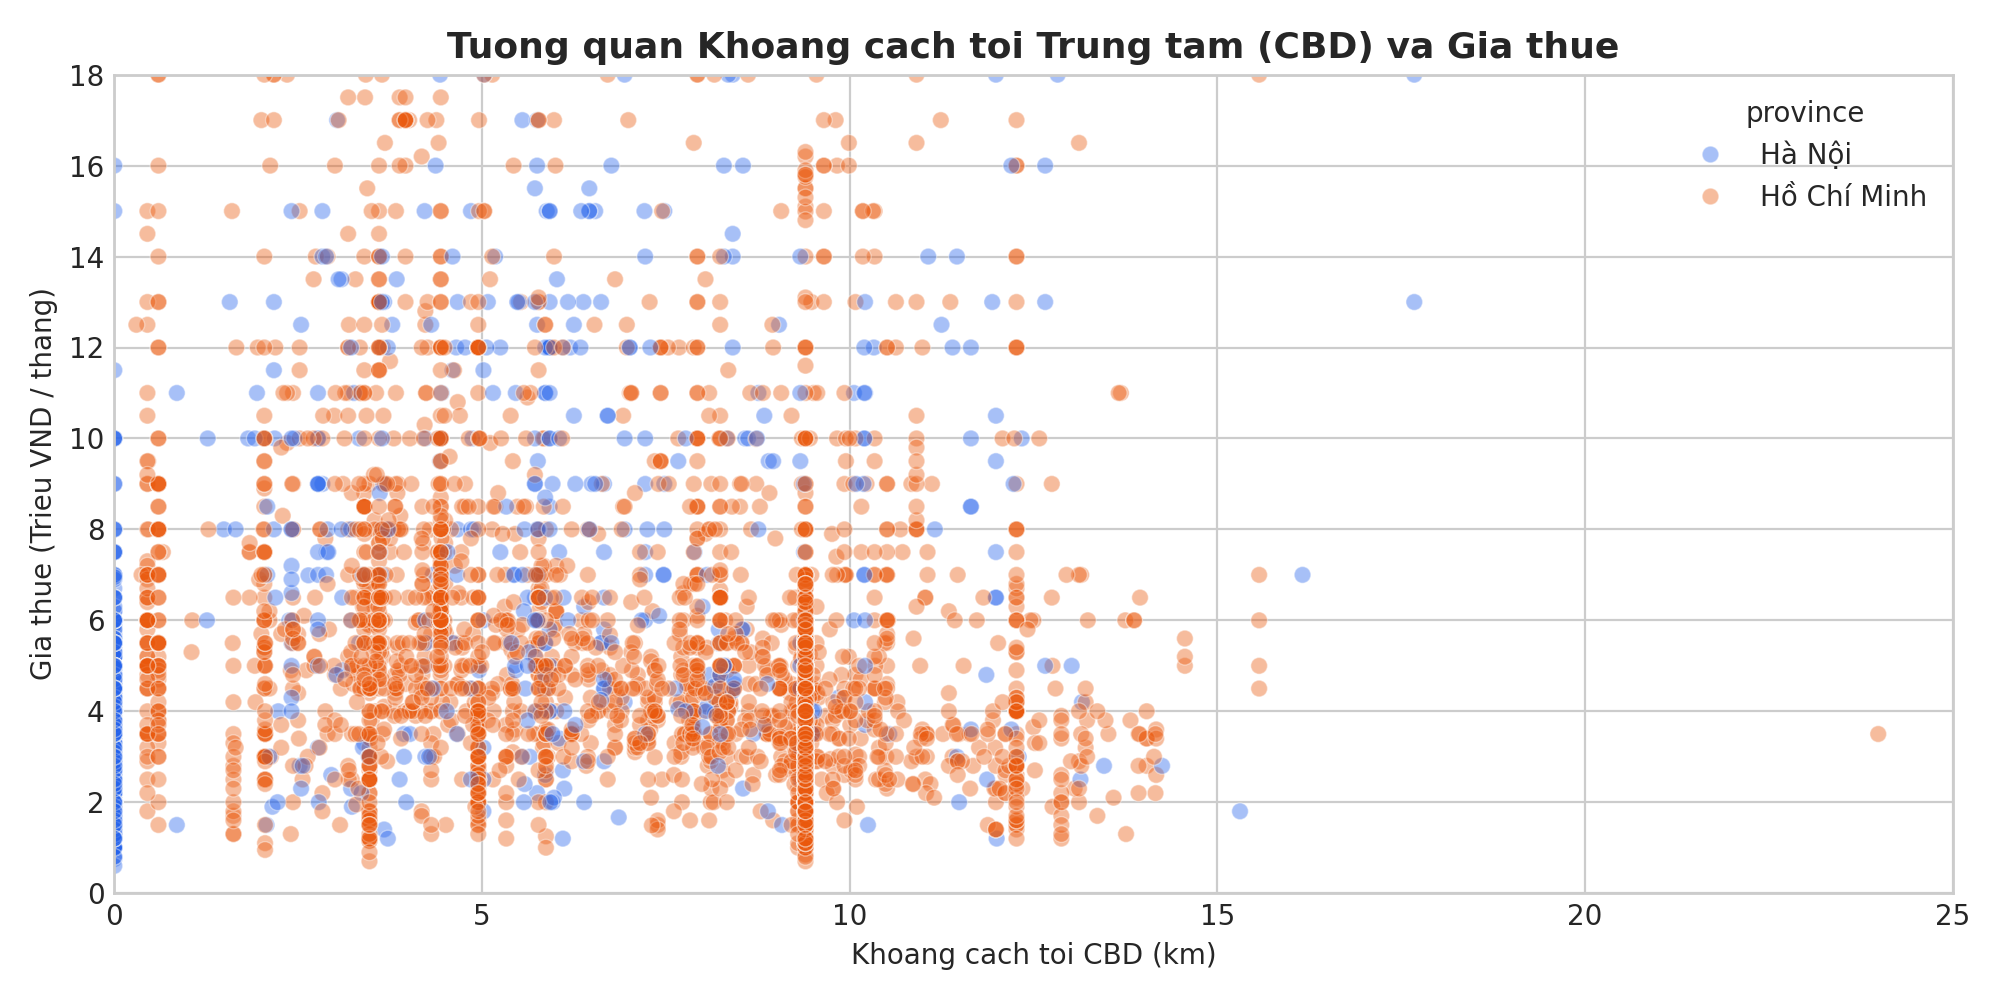 Tuong quan Khoang cach toi Trung tam (CBD) va Gia thue
18
16
14
12
10
8
6
4
2
0
Gia thue (Trieu VND / thang)
province
Hà Nội
Hồ Chí Minh
0 5 10 15 20 25
Khoang cach toi CBD (km)